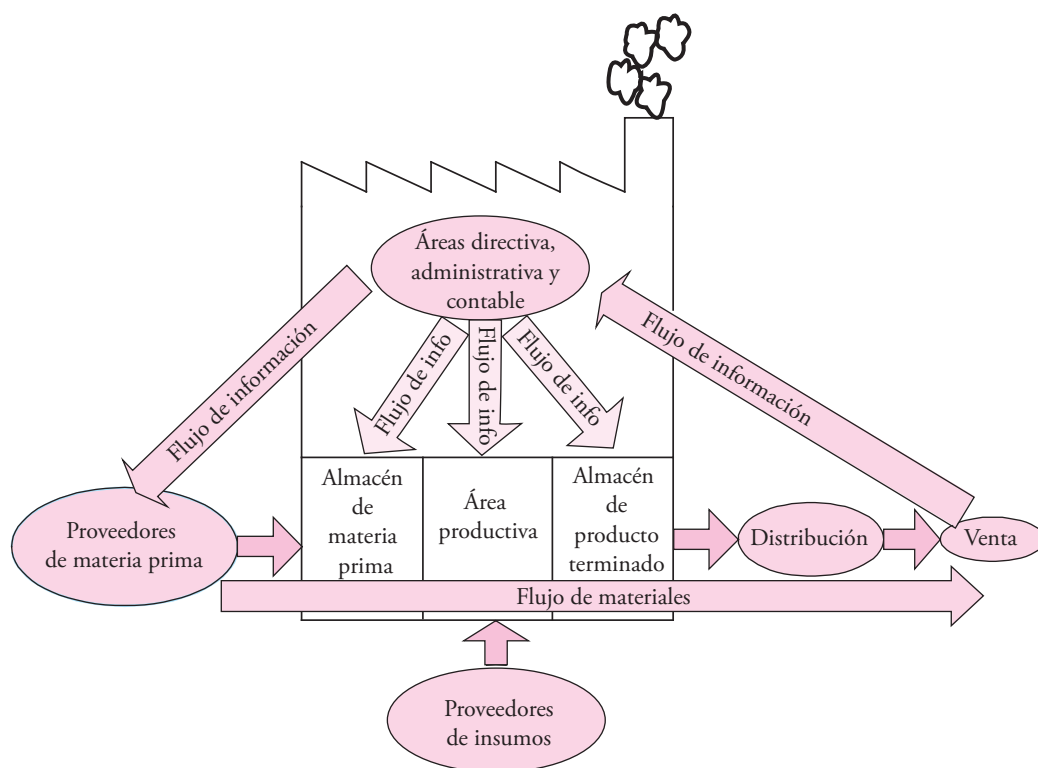 Áreas directiva,
administrativa y
contable
Flujo de información
Flujo de info
Flujo de info
Flujo de info
Flujo de información
Almacén
de
materia
prima
Área
productiva
Almacén
de
producto
terminado
Proveedores
de materia prima
Distribución
Venta
Flujo de materiales
Proveedores
de insumos